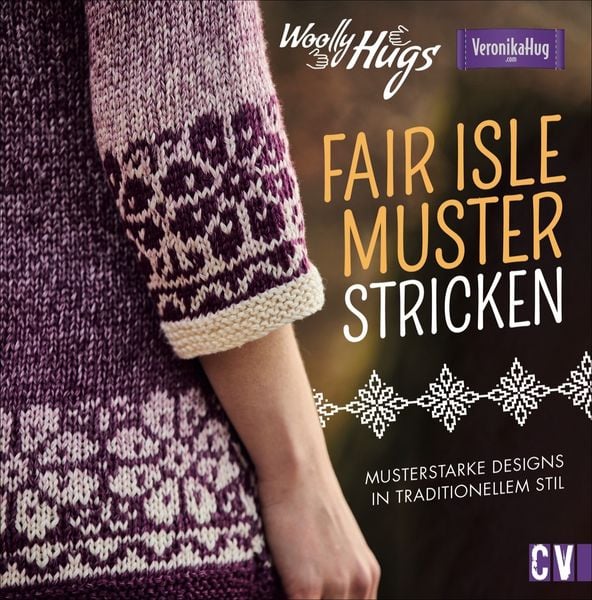 Woolly Hugs
VeronikaHug
.com
FAIR ISLE
MUSTER
STRICKEN
MUSTERSTARKE DESIGNS
IN TRADITIONELLEM STIL
CV